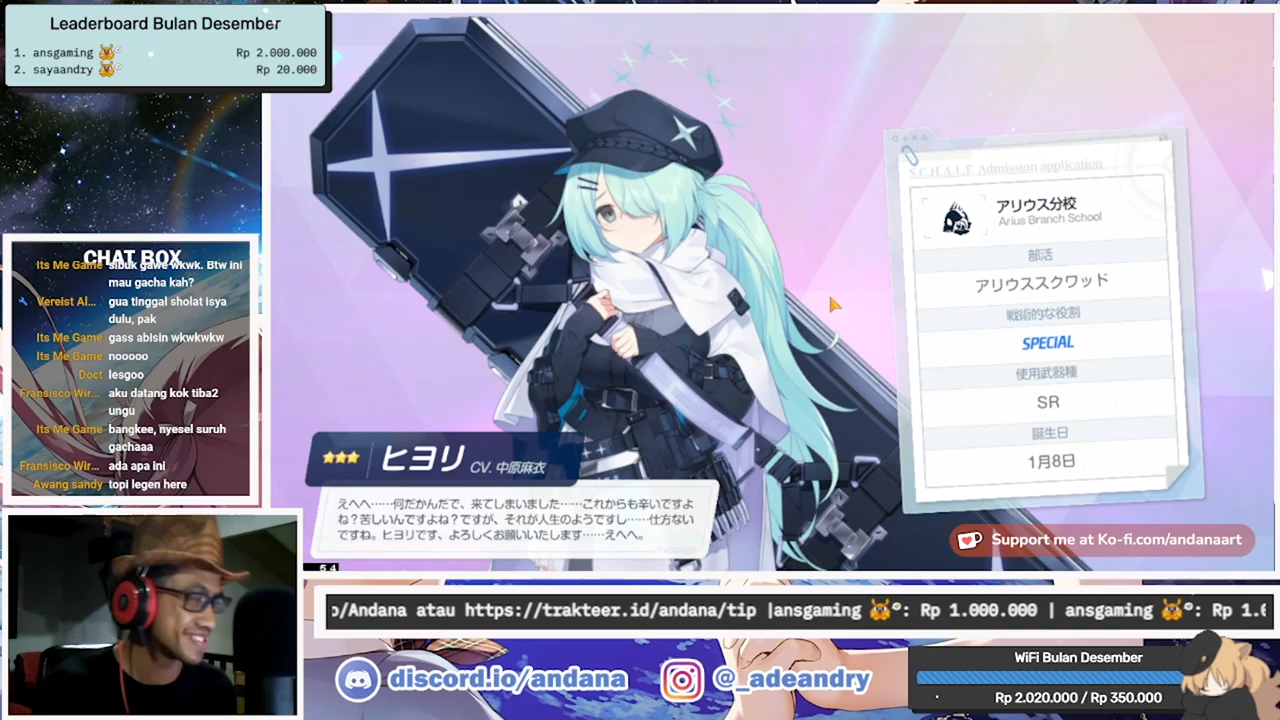 Leaderboard Bulan Desember
1. ansgaming Rp 2.000.000
2. sayaandry Rp 20.000
CHAT BOX
Its Me Game sibuk gawe wkwk. Btw ini
mau gacha kah?
Verelst Al... gua tinggal sholat isya
dulu, pak
Its Me Game gass abisin wkwkwkw
Its Me Game nooooo
Doct lesgoo
Fransisco Wir... aku datang kok tiba2
ungu
Its Me Game bangkee, nyesel suruh
gachaaa
Fransisco Wir... ada apa ini
Awang sandy topi legen here
S.C.H.A.L.E Admission application
アリウス分校
Arius Branch School
部活
アリウススクワッド
戦術的な役割
SPECIAL
使用武器種
SR
誕生日
1月8日
ヒヨリ CV. 中原麻衣
えへへ……何だかんだで、来てしまいました……これからも辛いですよ
ね？苦しいんですよね？ですが、それが人生のようですし……仕方ない
ですね。ヒヨリです、よろしくお願いいたします……えへへ。
54
Support me at Ko-fi.com/andanaart
o/Andana atau https://trakteer.id/andana/tip |ansgaming : Rp 1.000.000 | ansgaming : Rp 1.0
discord.io/andana
@_adeandry
WiFi Bulan Desember
Rp 2.020.000 / Rp 350.000